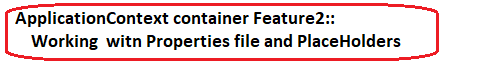 ApplicationContext container Feature2::
Working witn Properties file and PlaceHolders